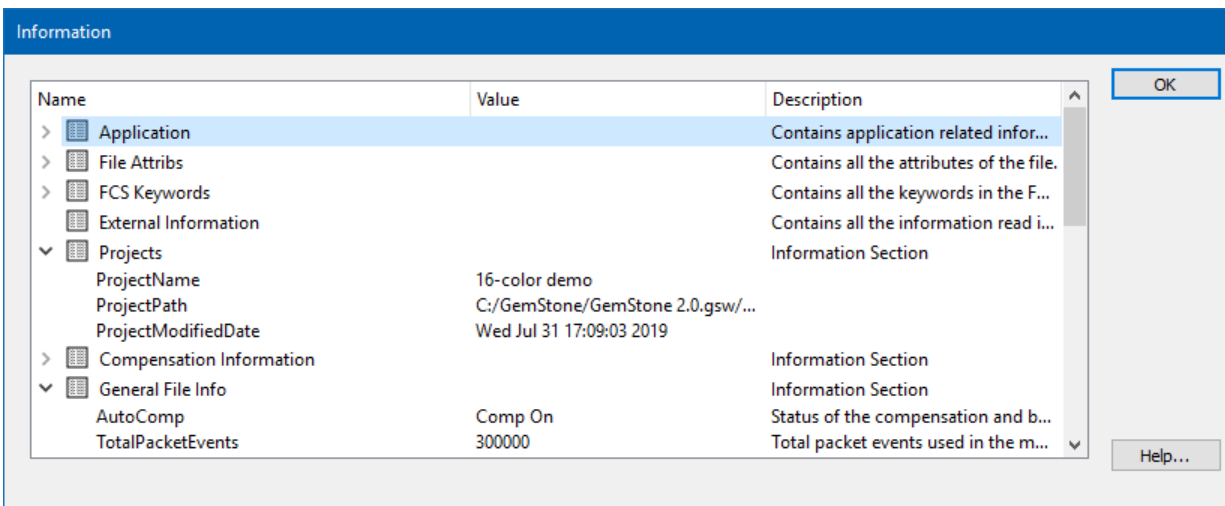 Information
OK
Name Value Description
Application Contains application related infor...
File Attribs Contains all the attributes of the file.
FCS Keywords Contains all the keywords in the F...
External Information Contains all the information read i...
Projects Information Section
ProjectName 16-color demo
ProjectPath C:/GemStone/GemStone 2.0.gsw/...
ProjectModifiedDate Wed Jul 31 17:09:03 2019
Compensation Information Information Section
General File Info Information Section
AutoComp Comp On Status of the compensation and b...
TotalPacketEvents 300000 Total packet events used in the m...
Help...